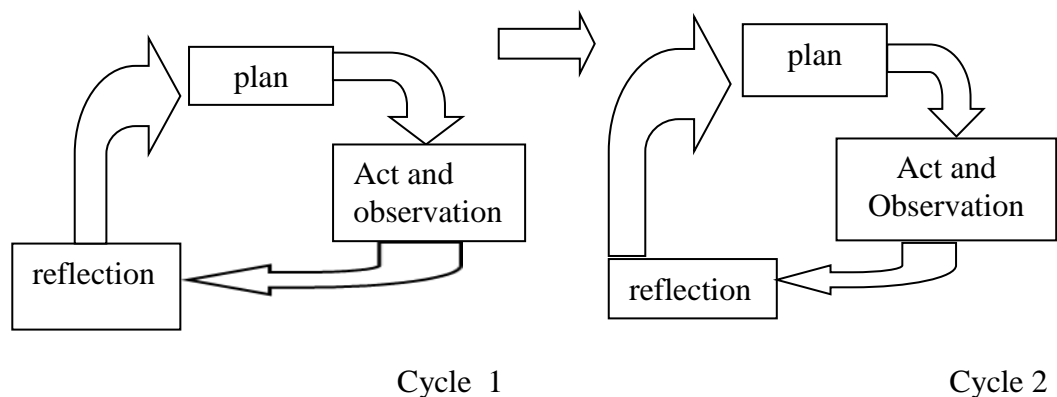 plan
Act and
observation
reflection
Cycle 1
plan
Act and
Observation
reflection
Cycle 2